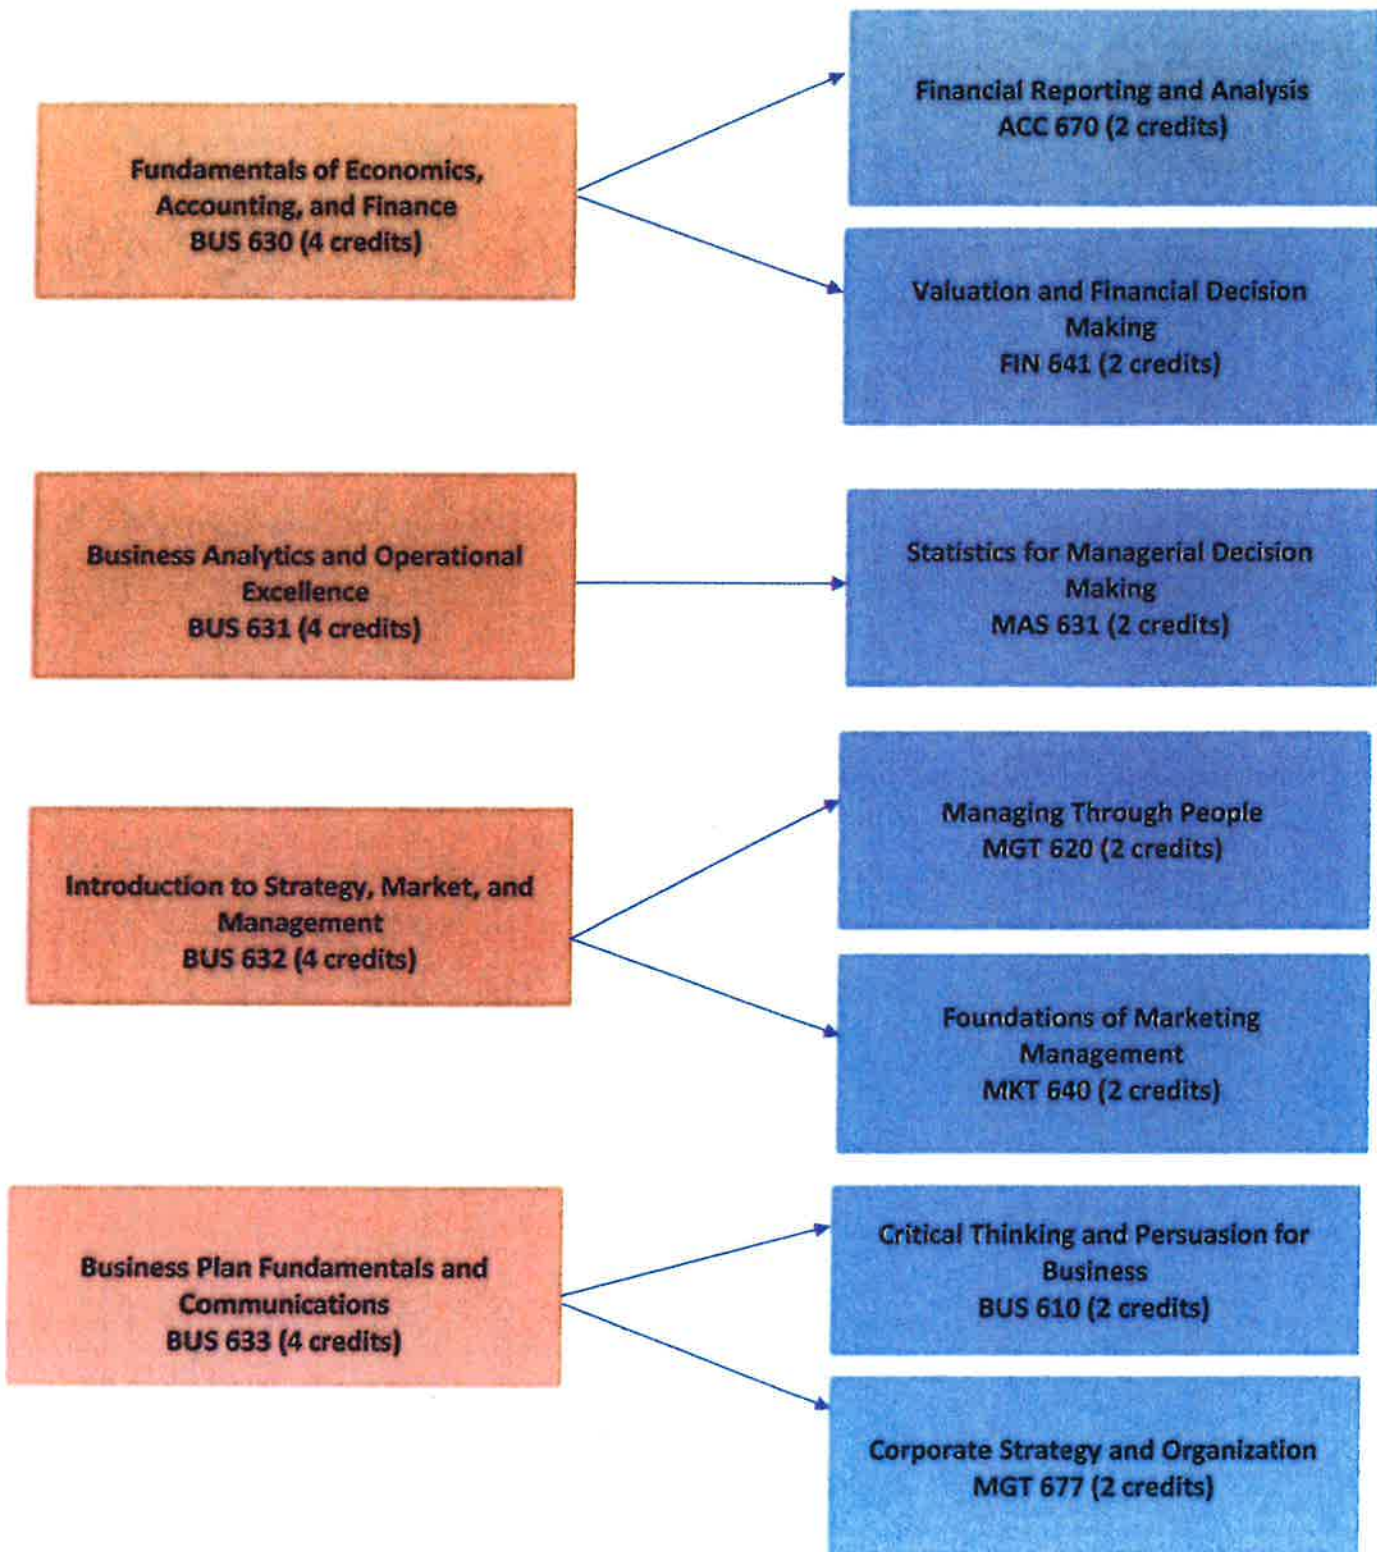 Financial Reporting and Analysis
ACC 670 (2 credits)
Fundamentals of Economics,
Accounting, and Finance
BUS 630 (4 credits)
Valuation and Financial Decision
Making
FIN 641 (2 credits)
Business Analytics and Operational
Excellence
BUS 631 (4 credits)
Statistics for Managerial Decision
Making
MAS 631 (2 credits)
Managing Through People
MGT 620 (2 credits)
Introduction to Strategy, Market, and
Management
BUS 632 (4 credits)
Foundations of Marketing
Management
MKT 640 (2 credits)
Critical Thinking and Persuasion for
Business
BUS 610 (2 credits)
Business Plan Fundamentals and
Communications
BUS 633 (4 credits)
Corporate Strategy and Organization
MGT 677 (2 credits)